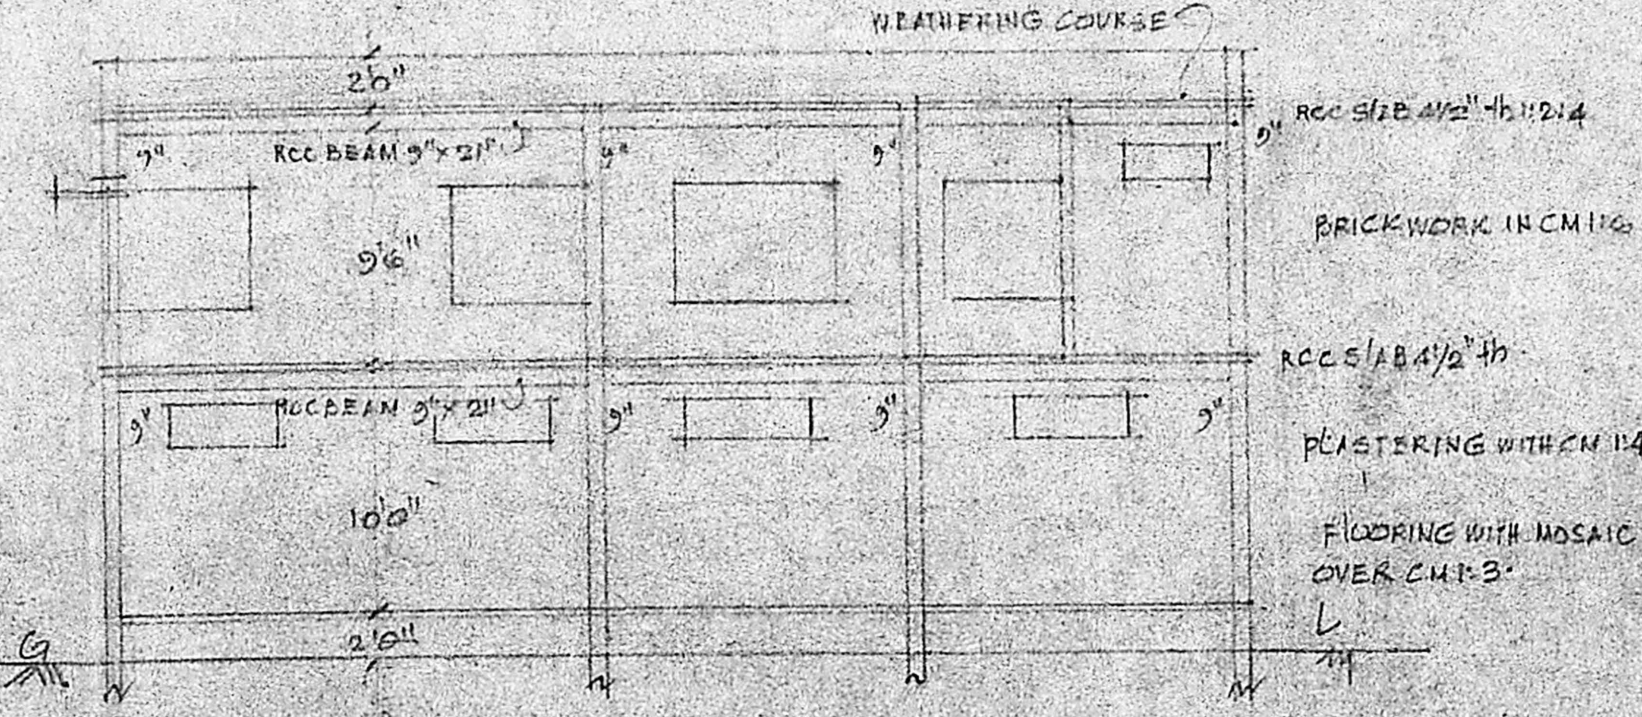 WEATHERING COURSE
2'6"
RCC SLAB 4½" th 1:2:4
9" RCC BEAM 9"x21" 9" 9" 9"
BRICKWORK IN CM 1:6
9'6"
RCC SLAB 4½" th.
9" RCC BEAM 9"x21" 9" 9" 9"
PLASTERING WITH CM 1:4
10'0"
FLOORING WITH MOSAIC
OVER CM 1:3.
G 2'0" L